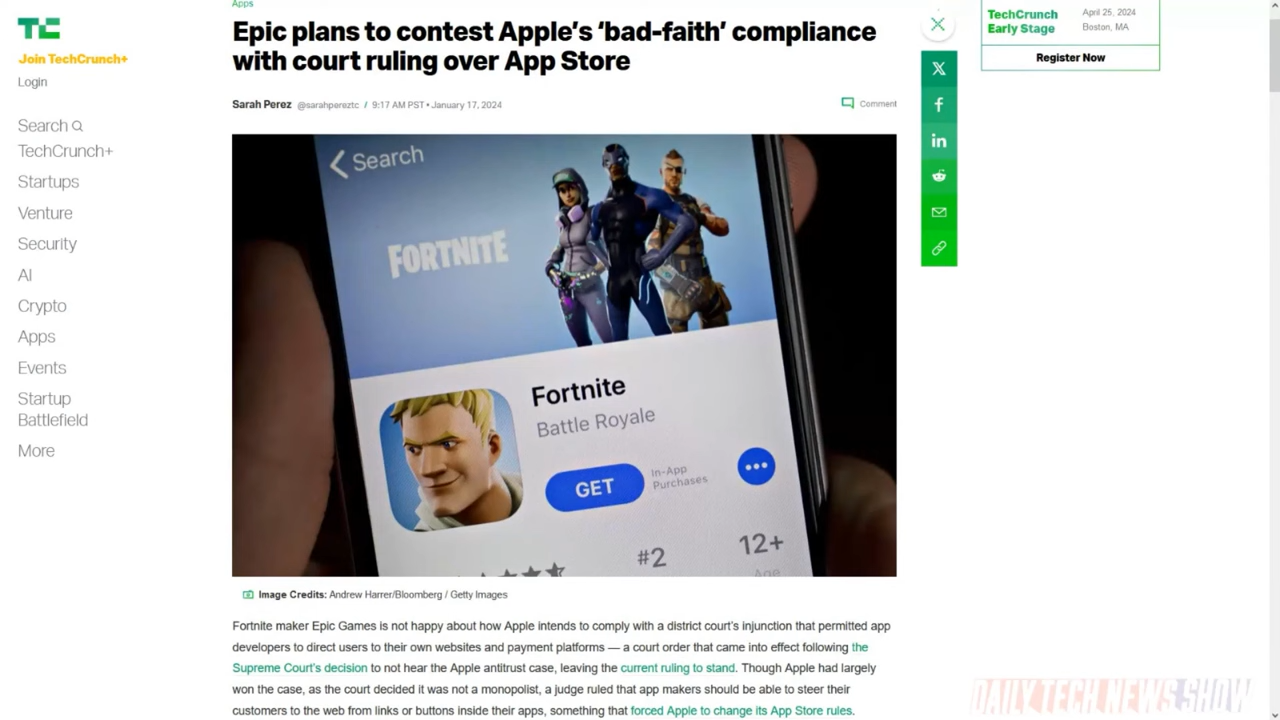 Apps
Epic plans to contest Apple's 'bad-faith' compliance
with court ruling over App Store
Sarah Perez @sarahpereztc / 9:17 AM PST • January 17, 2024
Comment
TC
Join TechCrunch+
Login
Search
TechCrunch+
Startups
Venture
Security
AI
Crypto
Apps
Events
Startup
Battlefield
More
Search
FORTNITE
Fortnite
Battle Royale
GET
In-App
Purchases
#2
12+
Age
Image Credits: Andrew Harrer/Bloomberg / Getty Images
Fortnite maker Epic Games is not happy about how Apple intends to comply with a district court's injunction that permitted app
developers to direct users to their own websites and payment platforms — a court order that came into effect following the
Supreme Court's decision to not hear the Apple antitrust case, leaving the current ruling to stand. Though Apple had largely
won the case, as the court decided it was not a monopolist, a judge ruled that app makers should be able to steer their
customers to the web from links or buttons inside their apps, something that forced Apple to change its App Store rules.
TechCrunch
Early Stage
April 25, 2024
Boston, MA
Register Now
DAILY TECH NEWS SHOW